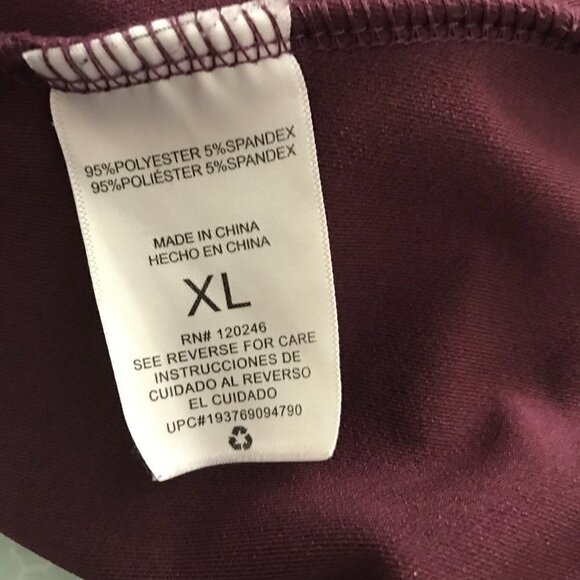 95%POLYESTER 5%SPANDEX
95%POLIÉSTER 5%SPANDEX
MADE IN CHINA
HECHO EN CHINA
XL
RN# 120246
SEE REVERSE FOR CARE
INSTRUCCIONES DE
CUIDADO AL REVERSO
EL CUIDADO
UPC#193769094790